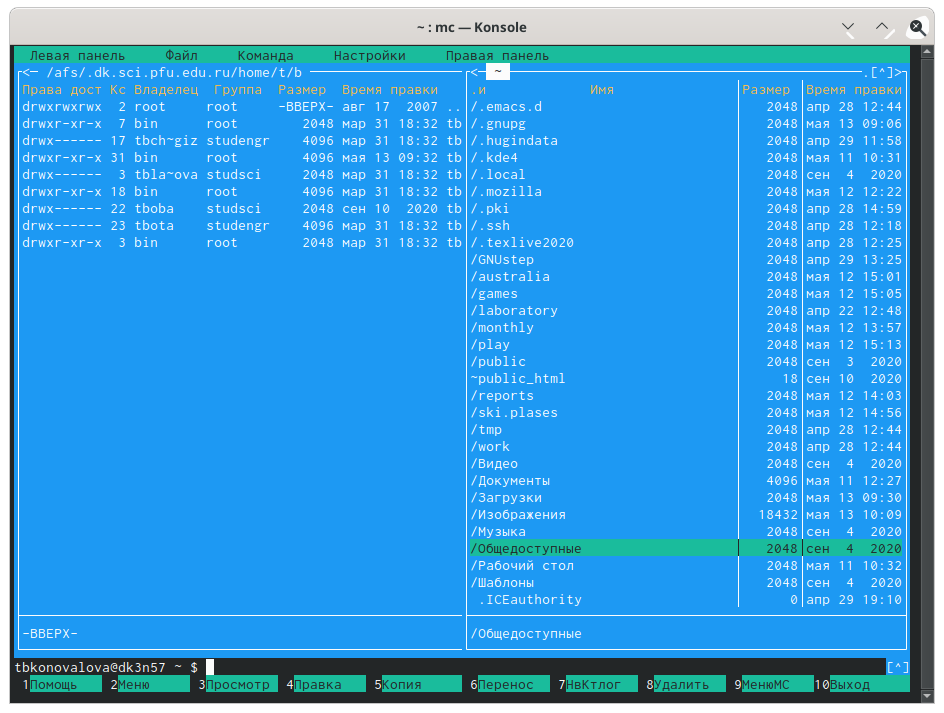 ~ : mc — Konsole
Левая панель Файл Команда Настройки Правая панель
<─ /afs/.dk.sci.pfu.edu.ru/home/t/b
Права дост Кс Владелец Группа Размер Время правки
drwxrwxrwx 2 root root -ВВЕРХ- авг 17 2007 ..
drwxr-xr-x 7 bin root 2048 мар 31 18:32 tb
drwx------ 17 tbch~giz studengr 4096 мар 31 18:32 tb
drwxr-xr-x 31 bin root 4096 мая 13 09:32 tb
drwx------ 3 tbla~ova studsci 2048 мар 31 18:32 tb
drwxr-xr-x 18 bin root 4096 мар 31 18:32 tb
drwx------ 22 tboba studsci 2048 сен 10 2020 tb
drwx------ 23 tbota studengr 4096 мар 31 18:32 tb
drwxr-xr-x 3 bin root 2048 мар 31 18:32 tb
-ВВЕРХ-
<─ ~ .[^]>
.и Имя Размер Время правки
/.emacs.d 2048 апр 28 12:44
/.gnupg 2048 мая 13 09:06
/.hugindata 2048 апр 29 11:58
/.kde4 2048 мая 11 10:31
/.local 2048 сен 4 2020
/.mozilla 2048 мая 12 12:22
/.pki 2048 апр 28 14:59
/.ssh 2048 апр 28 12:18
/.texlive2020 2048 апр 28 12:25
/GNUstep 2048 апр 29 13:25
/australia 2048 мая 12 15:01
/games 2048 мая 12 15:05
/laboratory 2048 апр 22 12:48
/monthly 2048 мая 12 13:57
/play 2048 мая 12 15:13
/public 2048 сен 3 2020
~public_html 18 сен 10 2020
/reports 2048 мая 12 14:03
/ski.plases 2048 мая 12 14:56
/tmp 2048 апр 28 12:44
/work 2048 апр 28 12:44
/Видео 2048 сен 4 2020
/Документы 4096 мая 11 12:27
/Загрузки 2048 мая 13 09:30
/Изображения 18432 мая 13 10:09
/Музыка 2048 сен 4 2020
/Общедоступные 2048 сен 4 2020
/Рабочий стол 2048 мая 11 10:32
/Шаблоны 2048 сен 4 2020
.ICEauthority 0 апр 29 19:10
/Общедоступные
tbkonovalova@dk3n57 ~ $ [^]
1Помощь 2Меню 3Просмотр 4Правка 5Копия 6Перенос 7НвКтлог 8Удалить 9МенюMC 10Выход